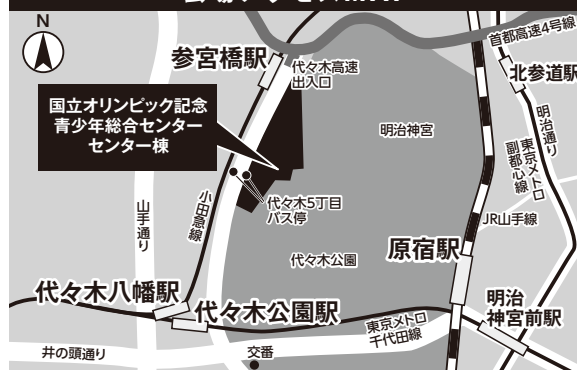 N
首都高速4号線
参宮橋駅
代々木高速
出入口
北参道駅
国立オリンピック記念
青少年総合センター
センター棟
明治神宮
明治通り
東京メトロ
副都心線
山手通り
小田急線
代々木5丁目
バス停
JR山手線
代々木公園
原宿駅
代々木八幡駅
代々木公園駅
明治
神宮前駅
東京メトロ
千代田線
井の頭通り
交番